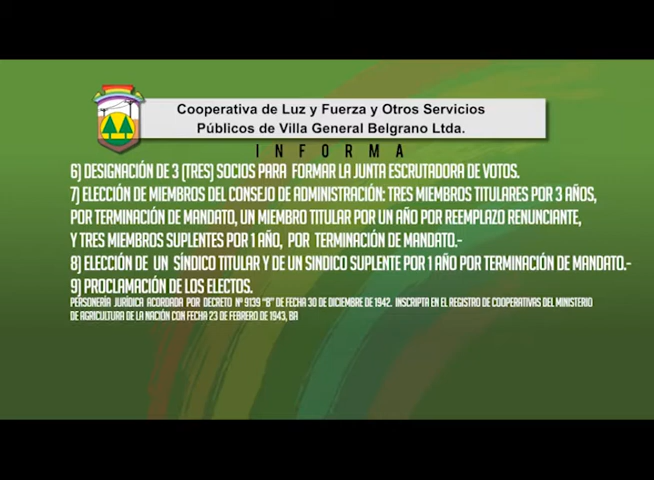 Cooperativa de Luz y Fuerza y Otros Servicios
Públicos de Villa General Belgrano Ltda.
I N F O R M A
6) DESIGNACIÓN DE 3 (TRES) SOCIOS PARA FORMAR LA JUNTA ESCRUTADORA DE VOTOS.
7) ELECCIÓN DE MIEMBROS DEL CONSEJO DE ADMINISTRACIÓN: TRES MIEMBROS TITULARES POR 3 AÑOS,
POR TERMINACIÓN DE MANDATO, UN MIEMBRO TITULAR POR UN AÑO POR REEMPLAZO RENUNCIANTE,
Y TRES MIEMBROS SUPLENTES POR 1 AÑO, POR TERMINACIÓN DE MANDATO.-
8) ELECCIÓN DE UN SÍNDICO TITULAR Y DE UN SINDICO SUPLENTE POR 1 AÑO POR TERMINACIÓN DE MANDATO.-
9) PROCLAMACIÓN DE LOS ELECTOS.
PERSONERÍA JURÍDICA ACORDADA POR DECRETO Nº 9139 "B" DE FECHA 30 DE DICIEMBRE DE 1942. INSCRIPTA EN EL REGISTRO DE COOPERATIVAS DEL MINISTERIO
DE AGRICULTURA DE LA NACIÓN CON FECHA 23 DE FEBRERO DE 1943, BA